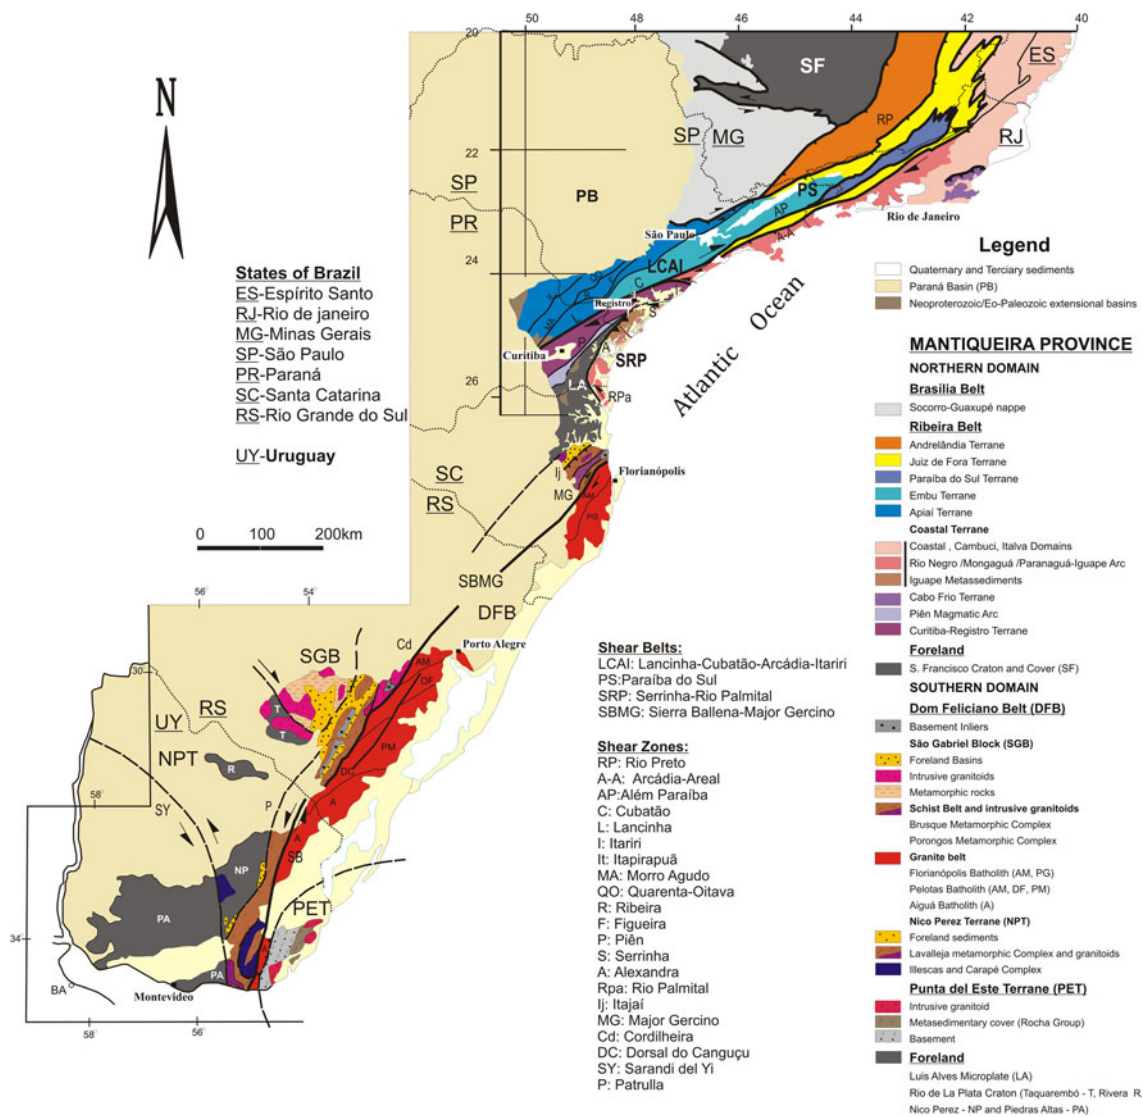 50
48
46
44
42
40
20
N
SF
ES
RP
RJ
SP
MG
22
SP
PR
PB
PS
AP
São Paulo
A-A
Rio de Janeiro
LCAI
24
C
Registro
MA
L
S
P
A
Curitiba
SRP
LA
26
RPa
Atlantic Ocean
States of Brazil
ES-Espírito Santo
RJ-Rio de janeiro
MG-Minas Gerais
SP-São Paulo
PR-Paraná
SC-Santa Catarina
RS-Rio Grande do Sul
UY-Uruguay
Ij
SC
RS
MG
Florianópolis
AM
PG
0 100 200km
SBMG
DFB
56°
54°
Cd
Porto Alegre
SGB
AM
DF
30
T
T
RS
UY
PM
NPT
R
DC
58°
SY
P
A
A
SB
NP
PET
PA
34
A
PA
BA
Montevideo
58°
56°
Legend
Quaternary and Terciary sediments
Paraná Basin (PB)
Neoproterozoic/Eo-Paleozoic extensional basins
MANTIQUEIRA PROVINCE
NORTHERN DOMAIN
Brasília Belt
Socorro-Guaxupé nappe
Ribeira Belt
Andrelândia Terrane
Juiz de Fora Terrane
Paraíba do Sul Terrane
Embu Terrane
Apiaí Terrane
Coastal Terrane
Coastal , Cambuci, Italva Domains
Rio Negro /Mongaguá /Paranaguá-Iguape Arc
Iguape Metassediments
Cabo Frio Terrane
Piên Magmatic Arc
Curitiba-Registro Terrane
Foreland
S. Francisco Craton and Cover (SF)
SOUTHERN DOMAIN
Dom Feliciano Belt (DFB)
Basement Inliers
São Gabriel Block (SGB)
Foreland Basins
Intrusive granitoids
Metamorphic rocks
Schist Belt and intrusive granitoids
Brusque Metamorphic Complex
Porongos Metamorphic Complex
Granite belt
Florianópolis Batholith (AM, PG)
Pelotas Batholith (AM, DF, PM)
Aiguá Batholith (A)
Nico Perez Terrane (NPT)
Foreland sediments
Lavalleja metamorphic Complex and granitoids
Illescas and Carapé Complex
Punta del Este Terrane (PET)
Intrusive granitoid
Metasedimentary cover (Rocha Group)
Basement
Foreland
Luis Alves Microplate (LA)
Rio de La Plata Craton (Taquarembó - T, Rivera R
Nico Perez - NP and Piedras Altas - PA)
Shear Belts:
LCAI: Lancinha-Cubatão-Arcádia-Itariri
PS:Paraíba do Sul
SRP: Serrinha-Rio Palmital
SBMG: Sierra Ballena-Major Gercino
Shear Zones:
RP: Rio Preto
A-A: Arcádia-Areal
AP:Além Paraíba
C: Cubatão
L: Lancinha
I: Itariri
It: Itapirapuã
MA: Morro Agudo
QO: Quarenta-Oitava
R: Ribeira
F: Figueira
P: Piên
S: Serrinha
A: Alexandra
Rpa: Rio Palmital
Ij: Itajaí
MG: Major Gercino
Cd: Cordilheira
DC: Dorsal do Canguçu
SY: Sarandi del Yi
P: Patrulla